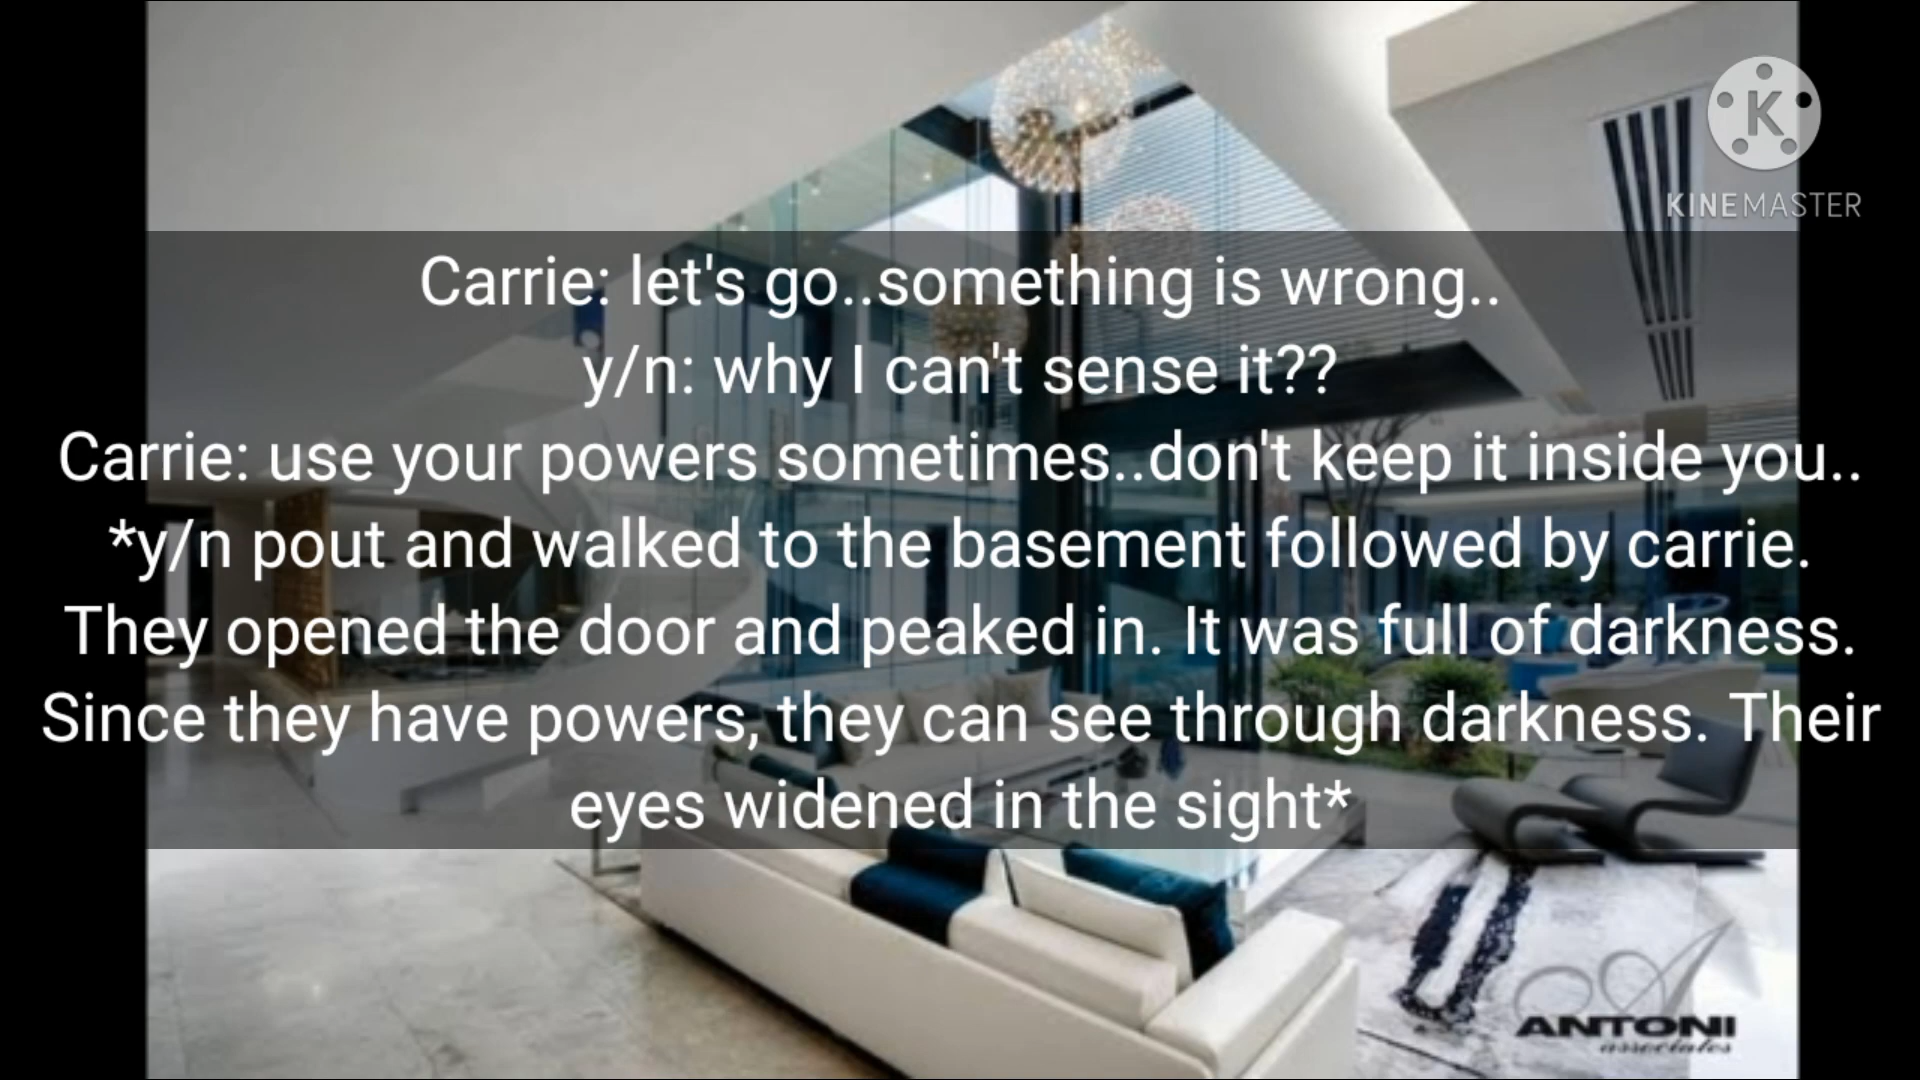 KINEMASTER
Carrie: let's go..something is wrong..
y/n: why I can't sense it??
Carrie: use your powers sometimes..don't keep it inside you..
*y/n pout and walked to the basement followed by carrie.
They opened the door and peaked in. It was full of darkness.
Since they have powers, they can see through darkness. Their
eyes widened in the sight*
ANTONI
associates